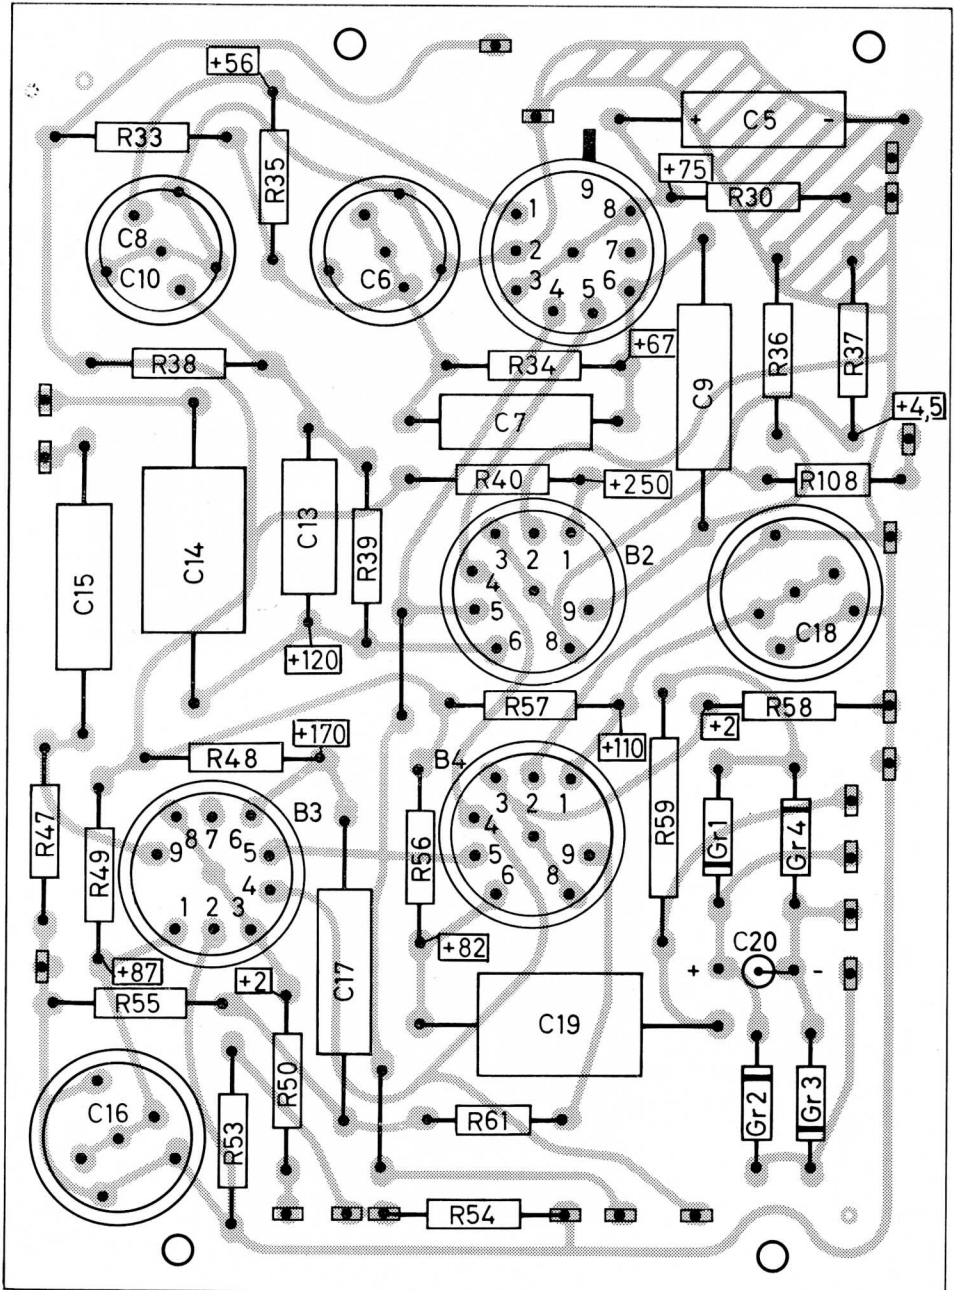 +56
C5
+ -
R33
R35
+75
R30
9
1 8
C8
2 7
C10
C6
3 4 5 6
R38
R34
+67
C9
R36
R37
+4,5
C7
R40
+250
R108
C13
C14
C15
R39
3 2 1
B2
4
5 9
6 8
C18
+120
R57
+2
R58
+170
+110
R48
B4
3 2 1
R59
Gr1
Gr4
R47
R49
B3
8 7 6
9 5
4
1 2 3
R56
4
5 9
6 8
+82
C20
+ -
+87
+2
R55
C17
C19
R50
C16
R53
R61
Gr2
Gr3
R54